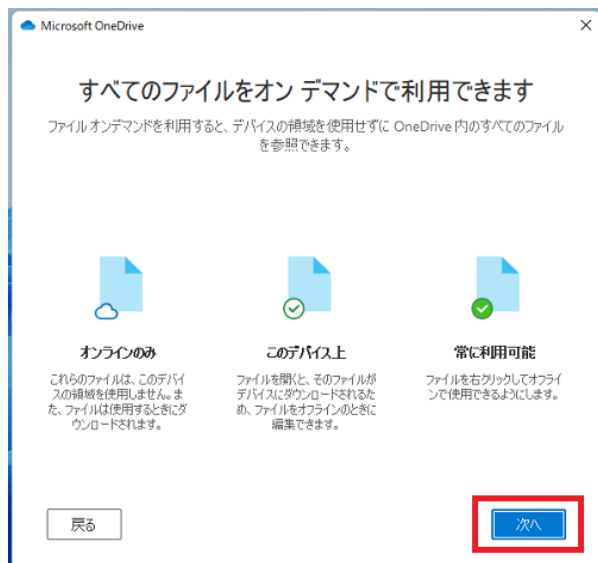 Microsoft OneDrive
すべてのファイルをオン デマンドで利用できます
ファイル オンデマンドを利用すると、デバイスの領域を使用せずに OneDrive 内のすべてのファイル
を参照できます。
オンラインのみ
これらのファイルは、このデバイ
スの領域を使用しません。ま
た、ファイルは使用するときにダ
ウンロードされます。
このデバイス上
ファイルを開くと、そのファイルが
デバイスにダウンロードされるた
め、ファイルをオフラインのときに
編集できます。
常に利用可能
ファイルを右クリックしてオフライ
ンで使用できるようにします。
戻る
次へ